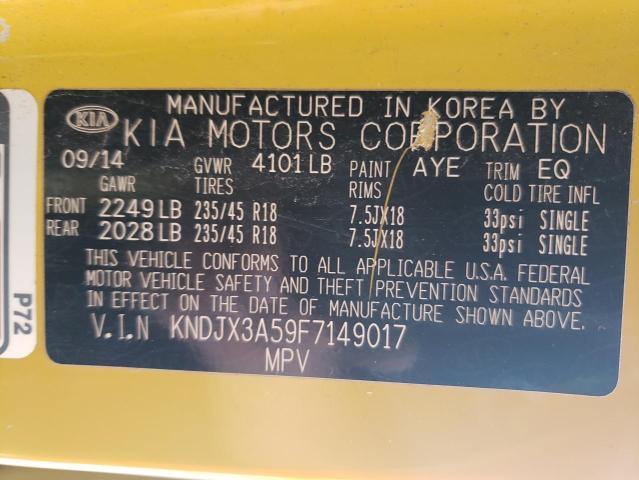 MANUFACTURED IN KOREA BY
KIA KIA MOTORS CORPORATION
09/14 GVWR 4101 LB PAINT AYE TRIM EQ
GAWR TIRES RIMS COLD TIRE INFL
FRONT 2249 LB 235/45 R18 7.5JX18 33psi SINGLE
REAR 2028 LB 235/45 R18 7.5JX18 33psi SINGLE
THIS VEHICLE CONFORMS TO ALL APPLICABLE U.S.A. FEDERAL
MOTOR VEHICLE SAFETY AND THEFT PREVENTION STANDARDS
IN EFFECT ON THE DATE OF MANUFACTURE SHOWN ABOVE.
V.I.N KNDJX3A59F7149017
MPV
P72